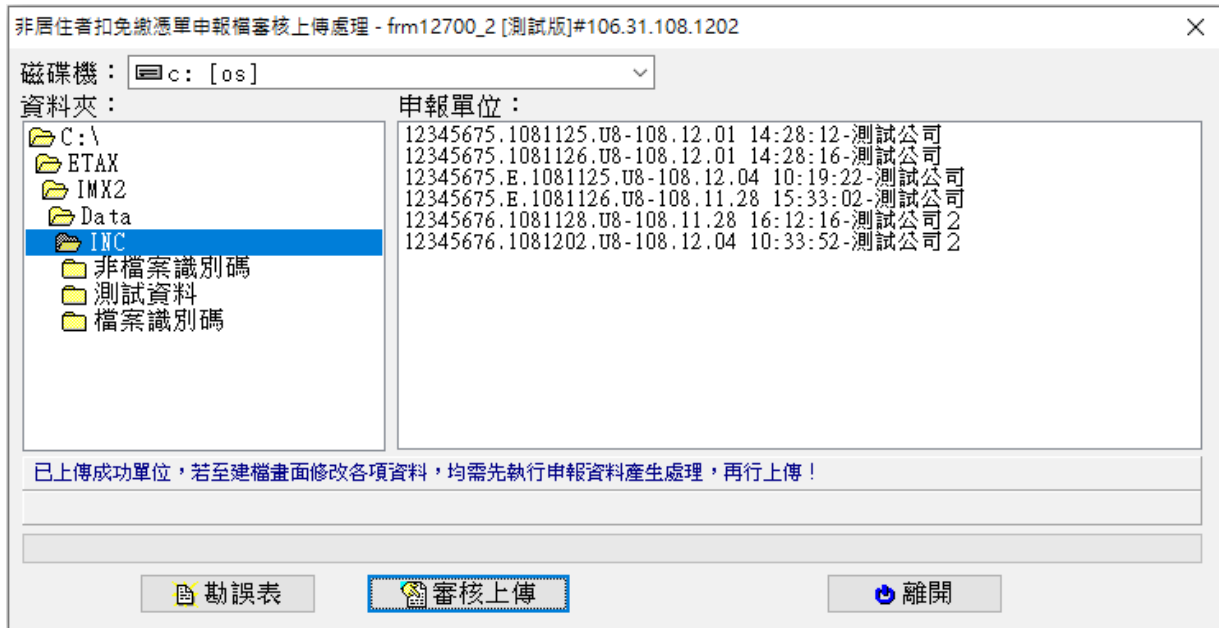 非居住者扣免繳憑單申報檔審核上傳處理 - frm12700_2 [測試版]#106.31.108.1202
磁碟機：
c: [os]
資料夾：
申報單位：
C:\
ETAX
IMX2
Data
INC
非檔案識別碼
測試資料
檔案識別碼
12345675.1081125.U8-108.12.01 14:28:12-測試公司
12345675.1081126.U8-108.12.01 14:28:16-測試公司
12345675.E.1081125.U8-108.12.04 10:19:22-測試公司
12345675.E.1081126.U8-108.11.28 15:33:02-測試公司
12345676.1081128.U8-108.11.28 16:12:16-測試公司２
12345676.1081202.U8-108.12.04 10:33:52-測試公司２
已上傳成功單位，若至建檔畫面修改各項資料，均需先執行申報資料產生處理，再行上傳！
勘誤表
審核上傳
離開